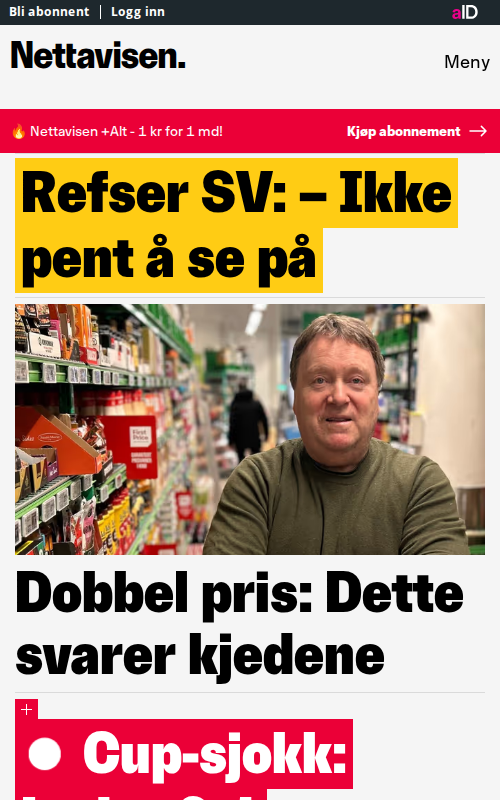 Bli abonnent | Logg inn
aID
Nettavisen.
Meny
🔥 Nettavisen +Alt - 1 kr for 1 md!
Kjøp abonnement →
Refser SV: – Ikke
pent å se på
First
Price
Dobbel pris: Dette
svarer kjedene
+
Cup-sjokk: